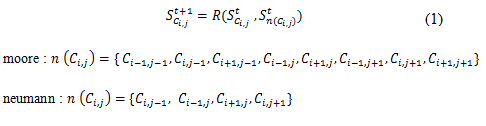 S^{t+1}_{C_{i,j}} = R(S^{t}_{C_{i,j}} , S^{t}_{n(C_{i,j})}) (1)
moore : n (C_{i,j}) = { C_{i−1,j−1}, C_{i,j−1}, C_{i+1,j−1}, C_{i−1,j}, C_{i+1,j}, C_{i−1,j+1}, C_{i,j+1}, C_{i+1,j+1}}
neumann : n (C_{i,j}) = {C_{i,j−1}, C_{i−1,j}, C_{i+1,j}, C_{i,j+1}}